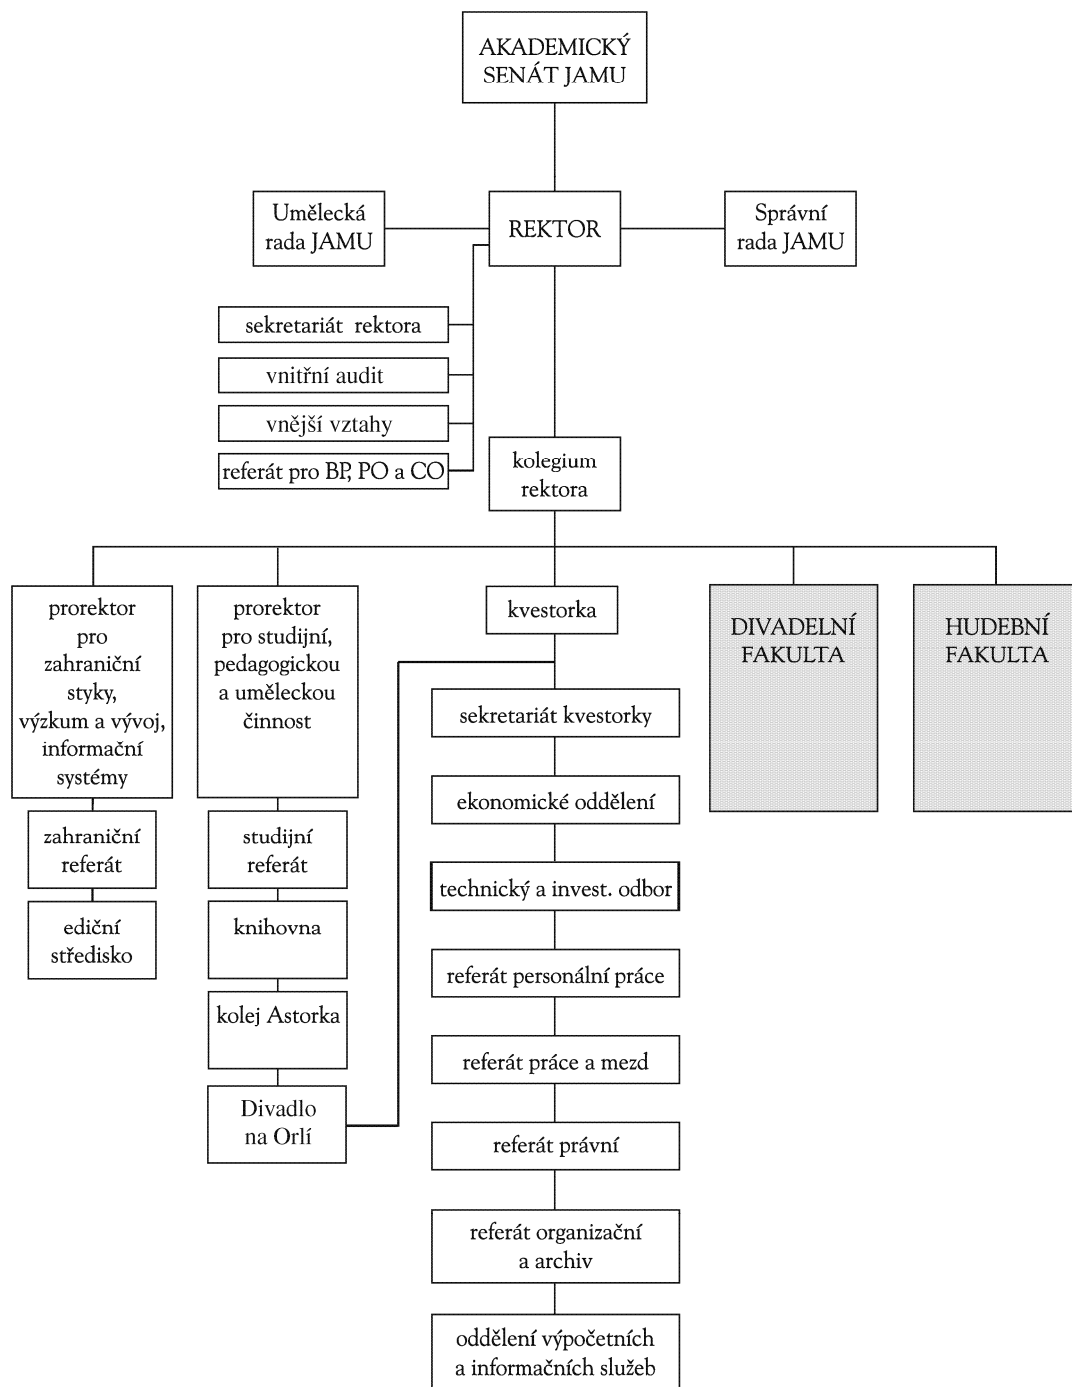 AKADEMICKÝ
SENÁT JAMU
Umělecká
rada JAMU
REKTOR
Správní
rada JAMU
sekretariát rektora
vnitřní audit
vnější vztahy
referát pro BP, PO a CO
kolegium
rektora
prorektor
pro
zahraniční
styky,
výzkum a vývoj,
informační
systémy
zahraniční
referát
ediční
středisko
prorektor
pro studijní,
pedagogickou
a uměleckou
činnost
studijní
referát
knihovna
kolej Astorka
Divadlo
na Orlí
kvestorka
sekretariát kvestorky
ekonomické oddělení
technický a invest. odbor
referát personální práce
referát práce a mezd
referát právní
referát organizační
a archiv
oddělení výpočetních
a informačních služeb
DIVADELNÍ
FAKULTA
HUDEBNÍ
FAKULTA